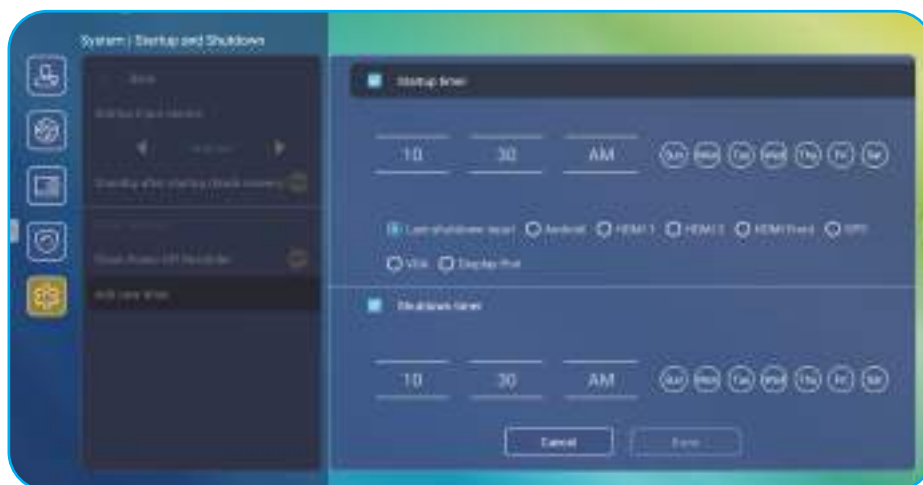 System | Startup and Shutdown
Back
Startup timer
10 30 AM Sun Mon Tue Wed Thu Fri Sat
Standby after startup (black screen)
Last shutdown input Android HDMI 1 HDMI 2 HDMI Front OPS
VGA Display Port
Add new timer
Shutdown timer
10 30 AM Sun Mon Tue Wed Thu Fri Sat
Cancel